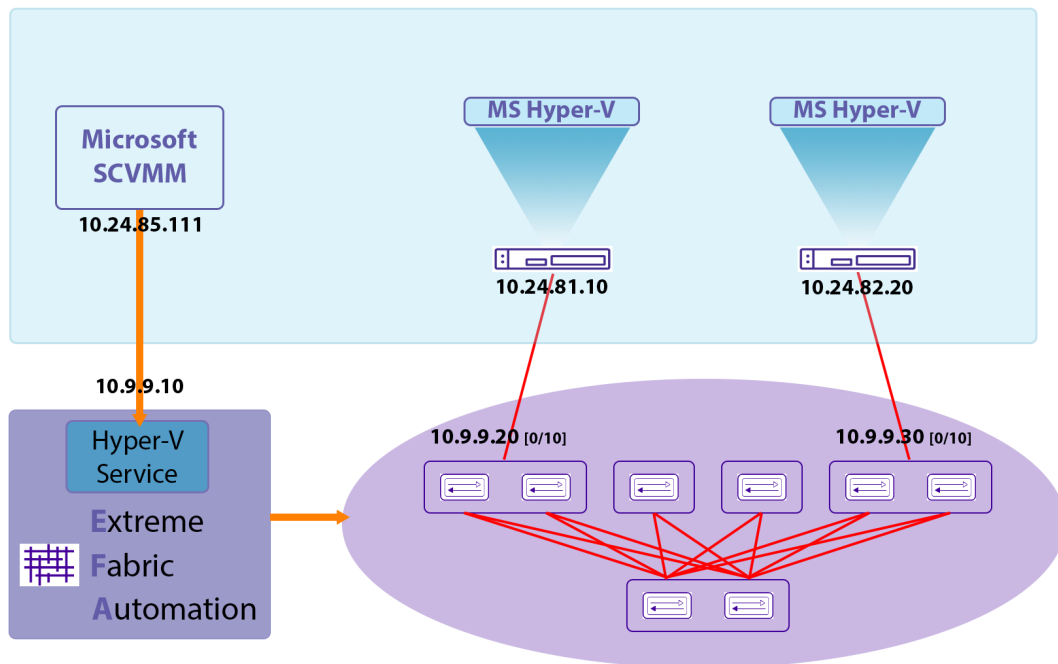 MS Hyper-V
MS Hyper-V
Microsoft
SCVMM
10.24.85.111
10.24.81.10
10.24.82.20
10.9.9.10
10.9.9.20 [0/10]
10.9.9.30 [0/10]
Hyper-V
Service
Extreme
Fabric
Automation